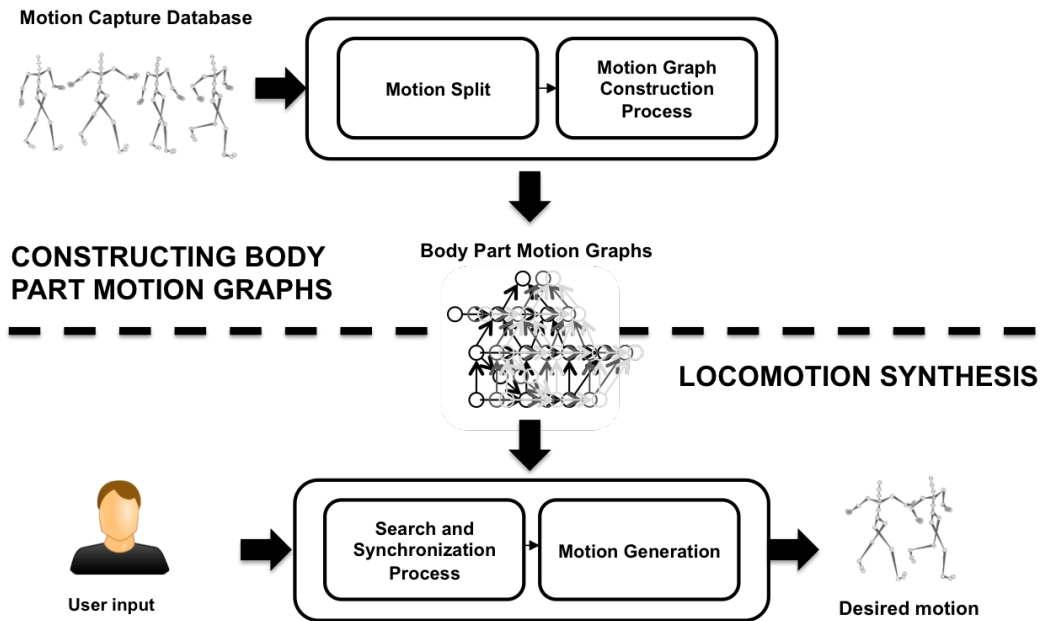 Motion Capture Database
Motion Split
Motion Graph
Construction
Process
CONSTRUCTING BODY
PART MOTION GRAPHS
Body Part Motion Graphs
LOCOMOTION SYNTHESIS
User input
Search and
Synchronization
Process
Motion Generation
Desired motion